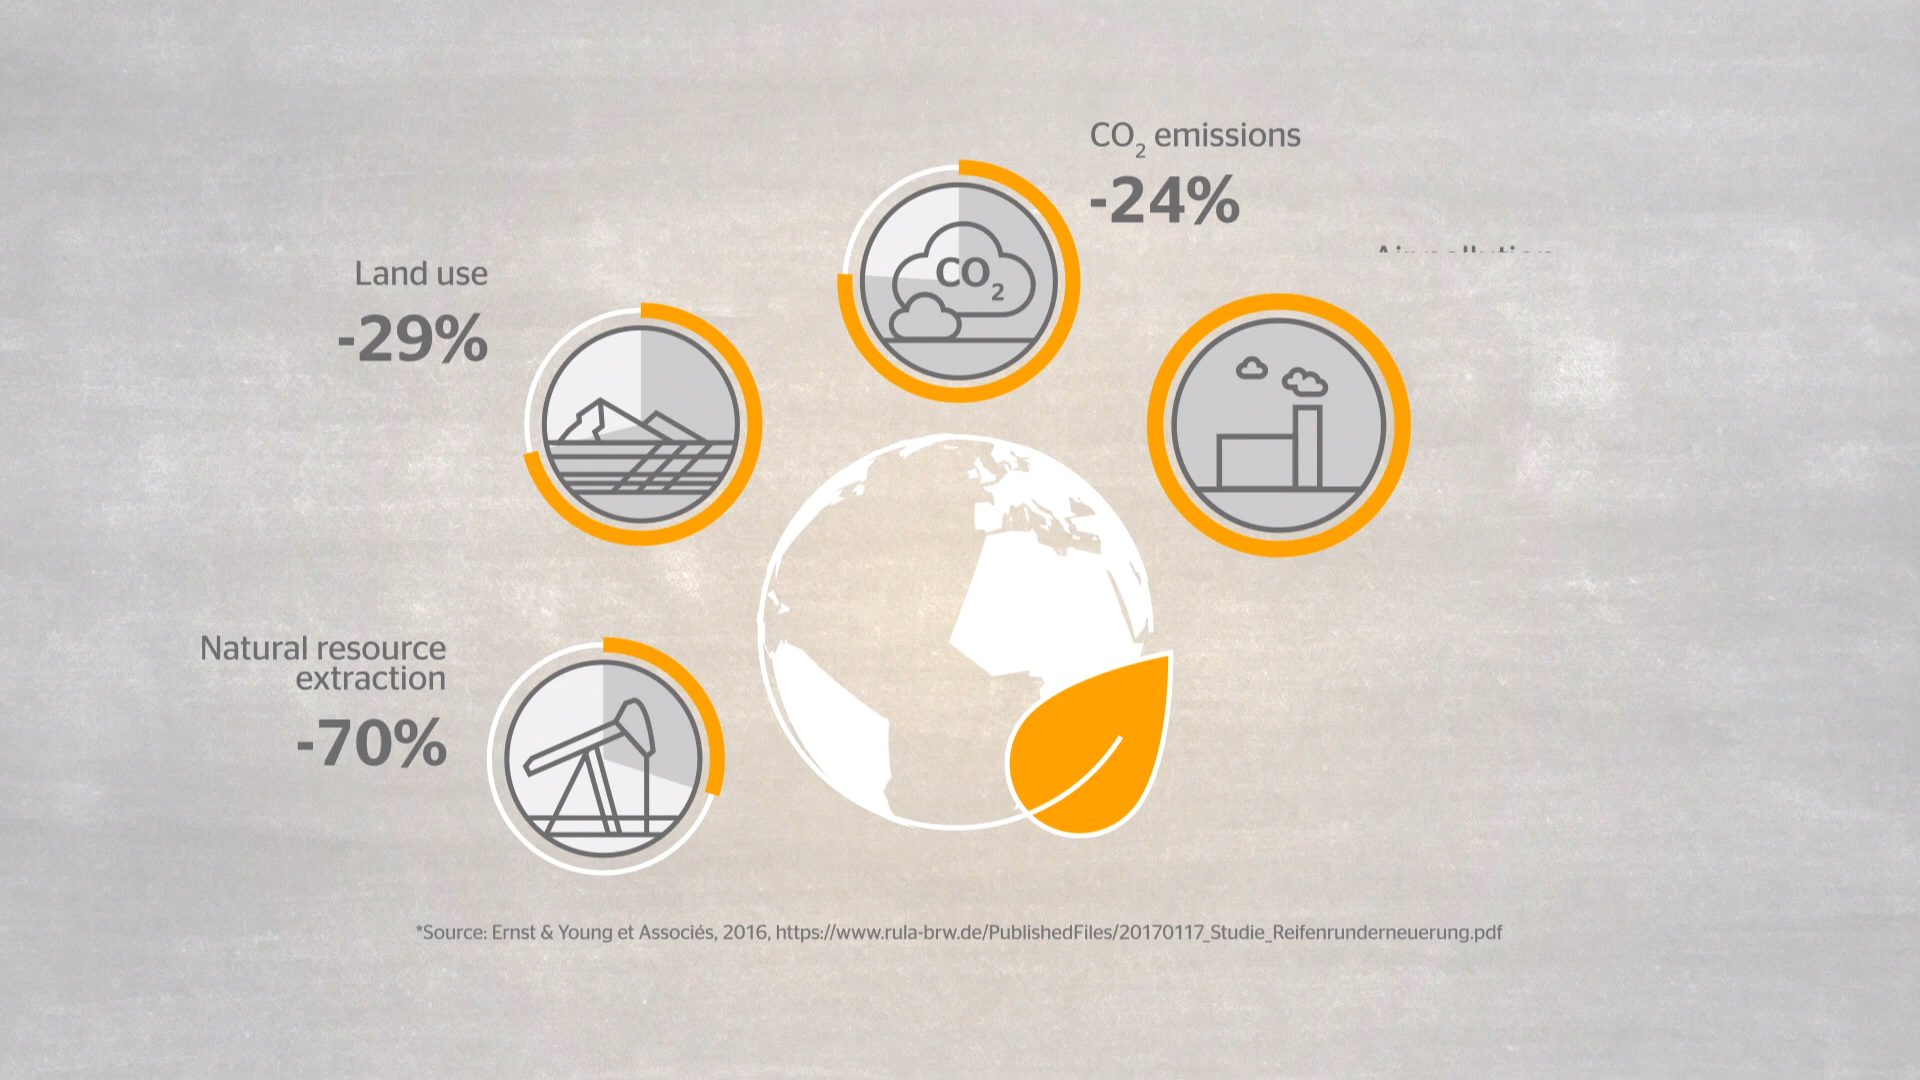 CO₂ emissions
-24%
Land use
-29%
CO₂
Natural resource
extraction
-70%
*Source: Ernst & Young et Associés, 2016, https://www.rula-brw.de/PublishedFiles/20170117_Studie_Reifenrunderneuerung.pdf